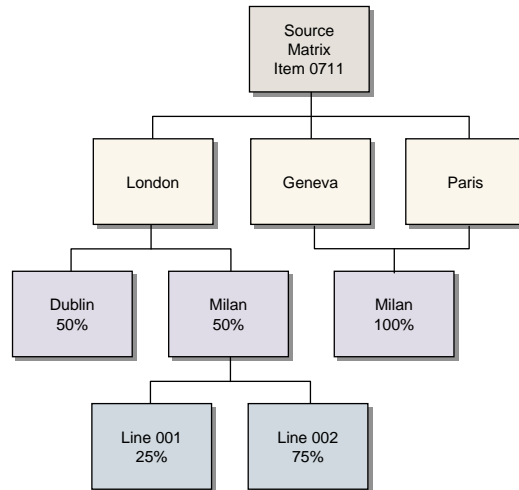 Source
Matrix
Item 0711
London
Geneva
Paris
Dublin
50%
Milan
50%
Milan
100%
Line 001
25%
Line 002
75%